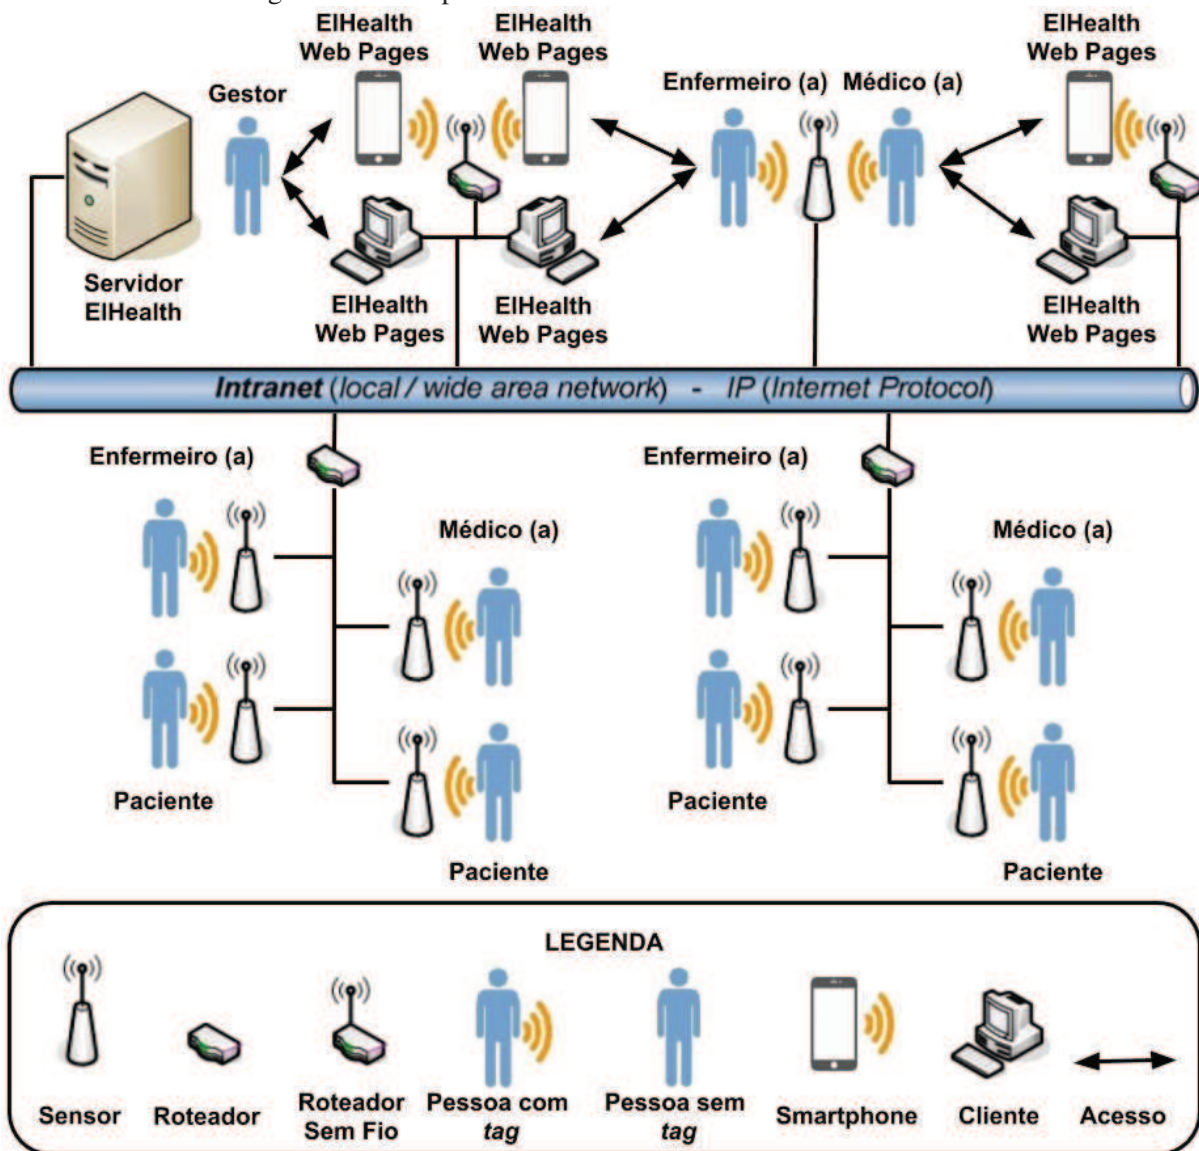 ElHealth
Web Pages
ElHealth
Web Pages
ElHealth
Web Pages
Gestor
Enfermeiro (a)
Médico (a)
Servidor
ElHealth
ElHealth
Web Pages
ElHealth
Web Pages
ElHealth
Web Pages
Intranet (local / wide area network) - IP (Internet Protocol)
Enfermeiro (a)
Médico (a)
Paciente
Paciente
Enfermeiro (a)
Médico (a)
Paciente
Paciente
LEGENDA
Sensor
Roteador
Roteador
Sem Fio
Pessoa com
tag
Pessoa sem
tag
Smartphone
Cliente
Acesso